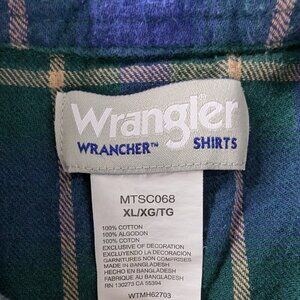 Wrangler
WRANCHER™ SHIRTS
MTSC068
XL/XG/TG
100% COTTON
100% ALGODON
100% COTON
EXCLUSIVE OF DECORATION
EXCLUYENDO LA DECORACION
GARNITURES NON COMPRISES
MADE IN BANGLADESH
HECHO EN BANGLADESH
FABRIQUE EN BANGLADESH
RN 130273 CA 55394
WTMH62703